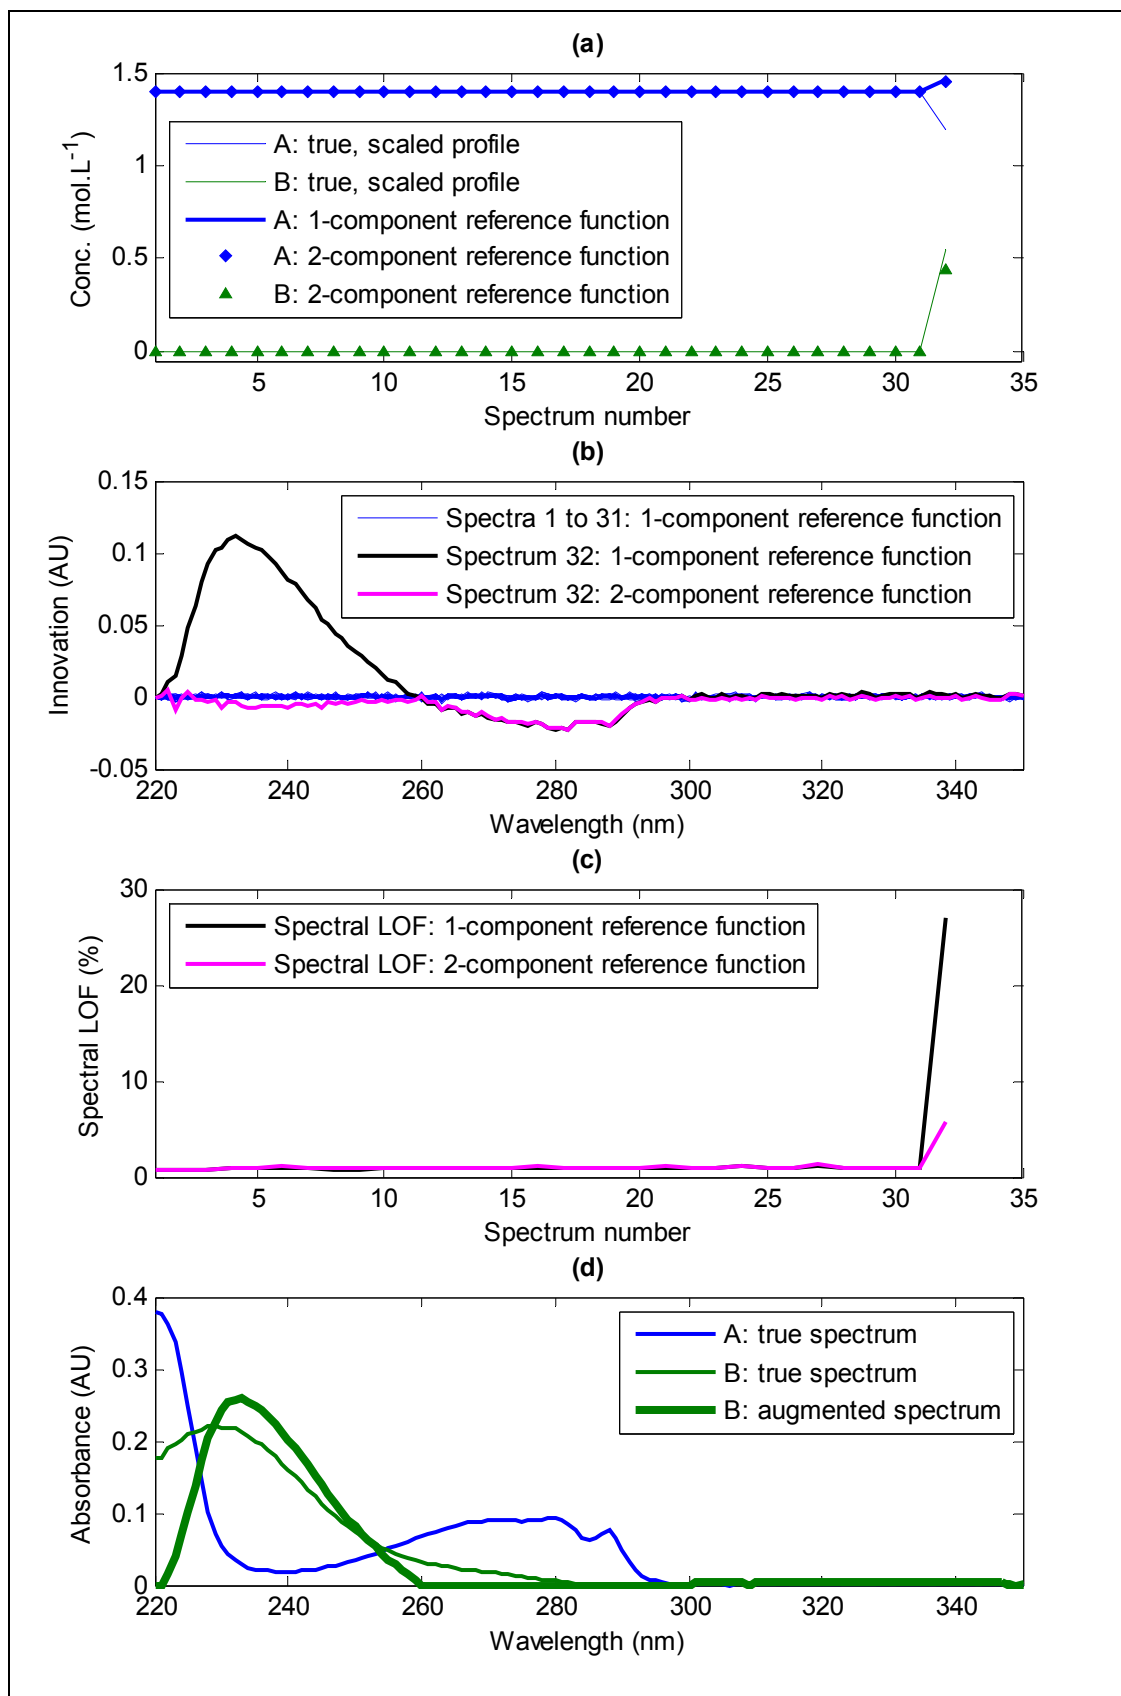 (a)
1.5
1
0.5
0
Conc. (mol.L-1)
A: true, scaled profile
B: true, scaled profile
A: 1-component reference function
A: 2-component reference function
B: 2-component reference function
5 10 15 20 25 30 35
Spectrum number
(b)
0.15
0.1
0.05
0
-0.05
Innovation (AU)
Spectra 1 to 31: 1-component reference function
Spectrum 32: 1-component reference function
Spectrum 32: 2-component reference function
220 240 260 280 300 320 340
Wavelength (nm)
(c)
30
20
10
0
Spectral LOF (%)
Spectral LOF: 1-component reference function
Spectral LOF: 2-component reference function
5 10 15 20 25 30 35
Spectrum number
(d)
0.4
0.3
0.2
0.1
0
Absorbance (AU)
A: true spectrum
B: true spectrum
B: augmented spectrum
220 240 260 280 300 320 340
Wavelength (nm)